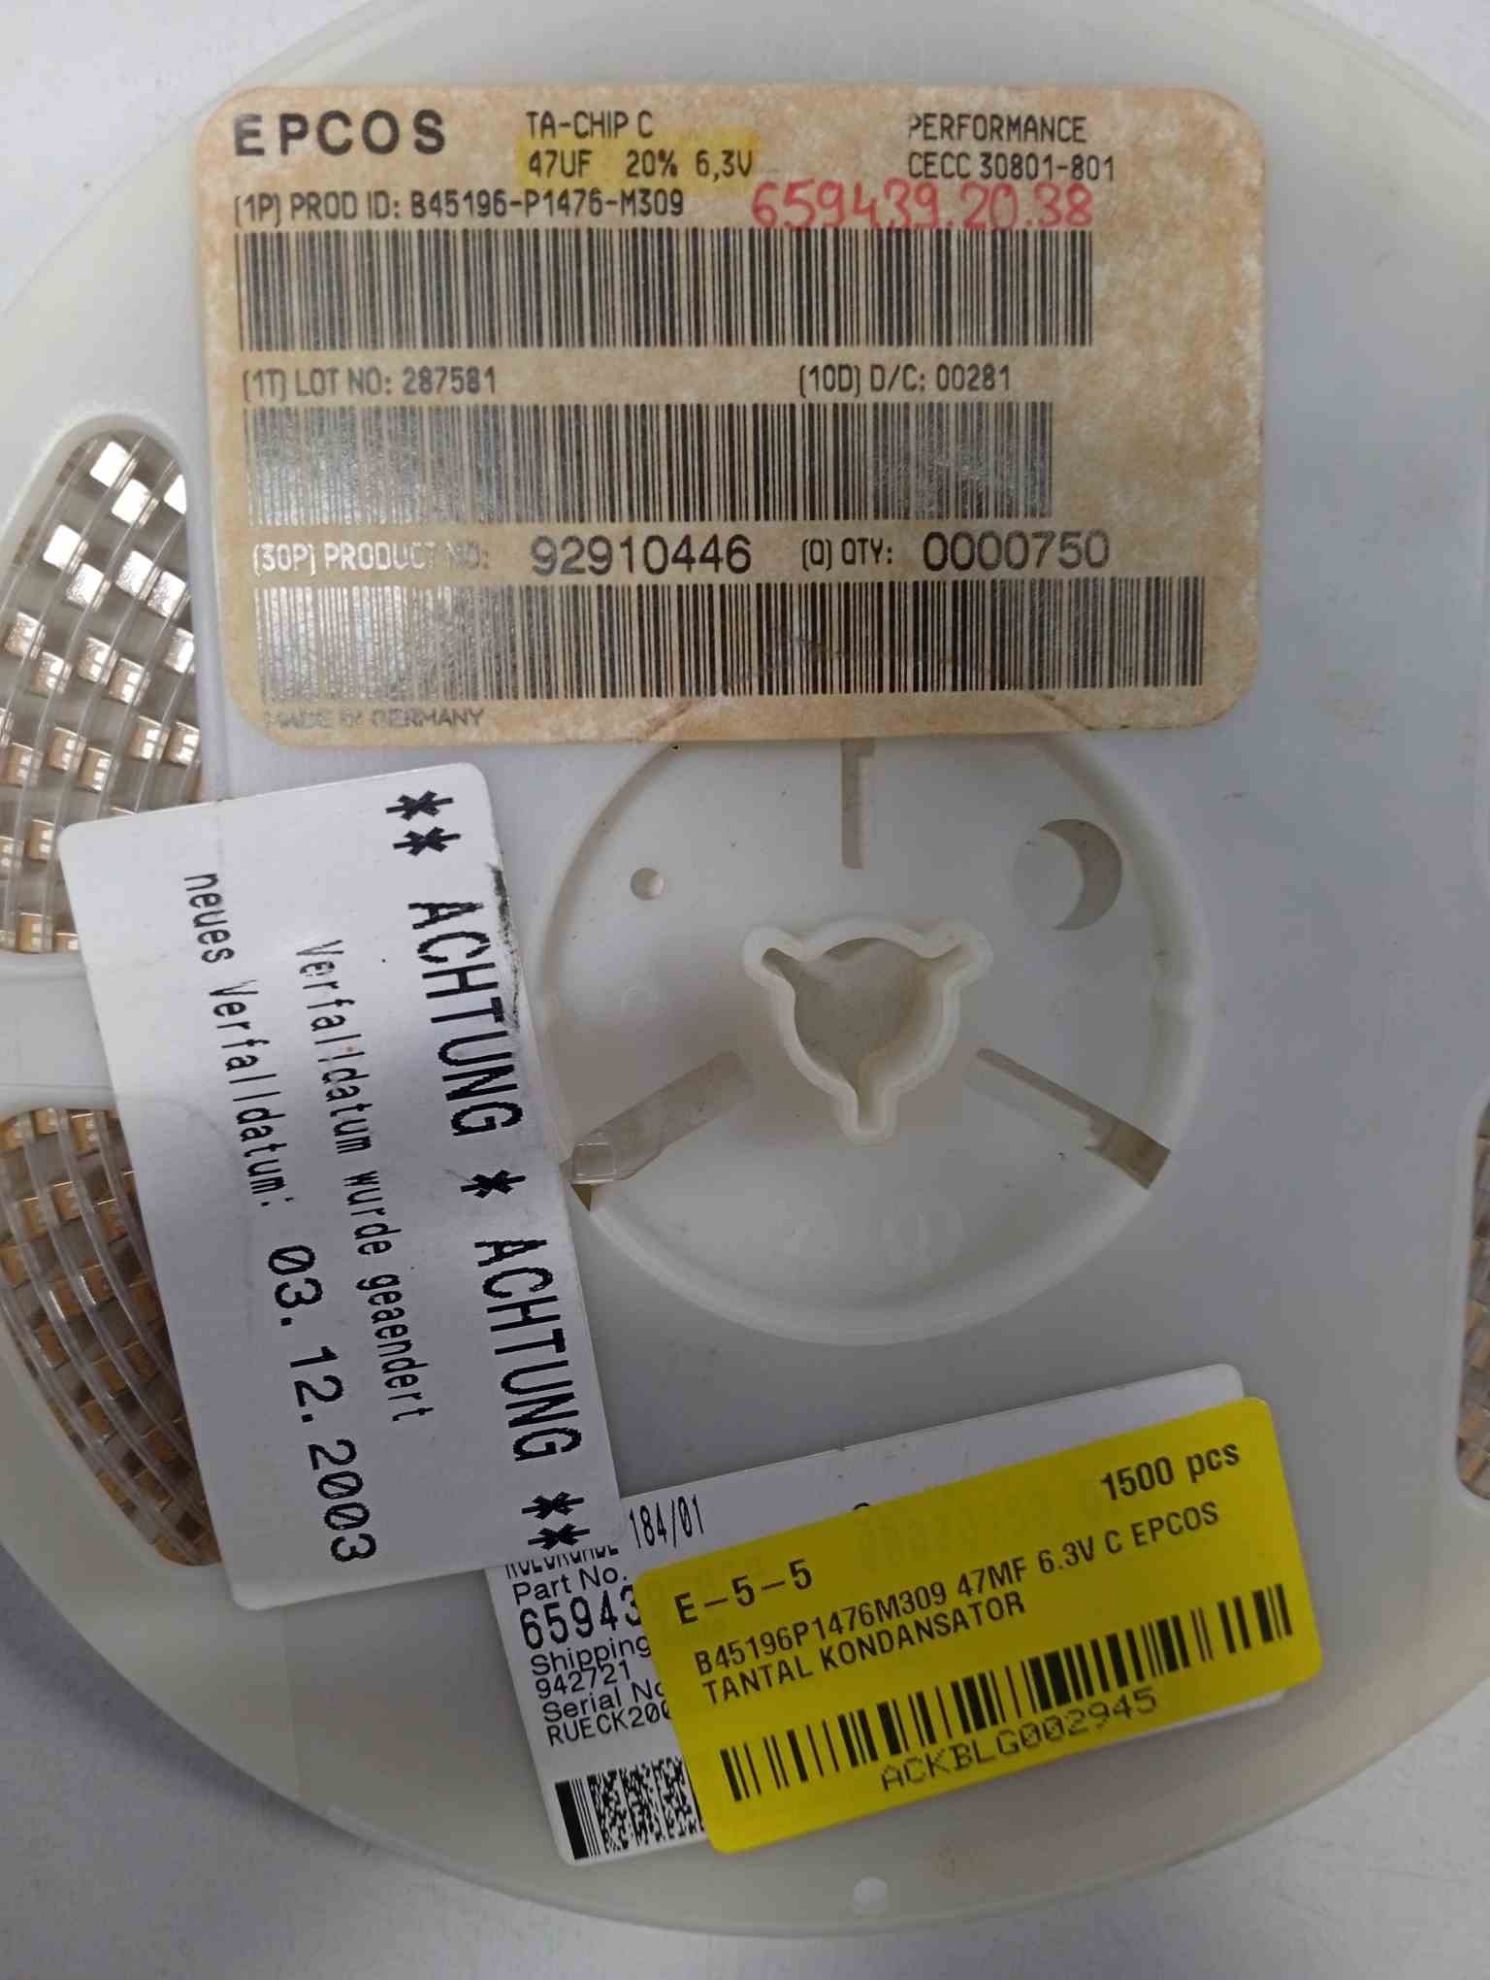 EPCOS
TA-CHIP C
47UF 20% 6,3V
PERFORMANCE
CECC 30801-801
(1P) PROD ID: B45196-P1476-M309
659439.20.38
(1T) LOT NO: 287581
(10D) D/C: 00281
(30P) PRODUCT NO: 92910446
(Q) QTY: 0000750
MADE IN GERMANY
** ACHTUNG * ACHTUNG **
Verfalldatum wurde geaendert
neues Verfalldatum: 03.12.2003
184/01
Part No.
65943
Shipping
942721
Serial No
RUECK200
1500 pcs
E-5-5
B45196P1476M309 47MF 6.3V C EPCOS
TANTAL KONDANSATOR
ACKBLG002945